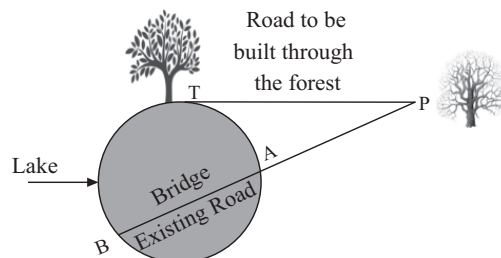 Road to be
built through
the forest
T
P
A
Lake
Bridge
Existing Road
B